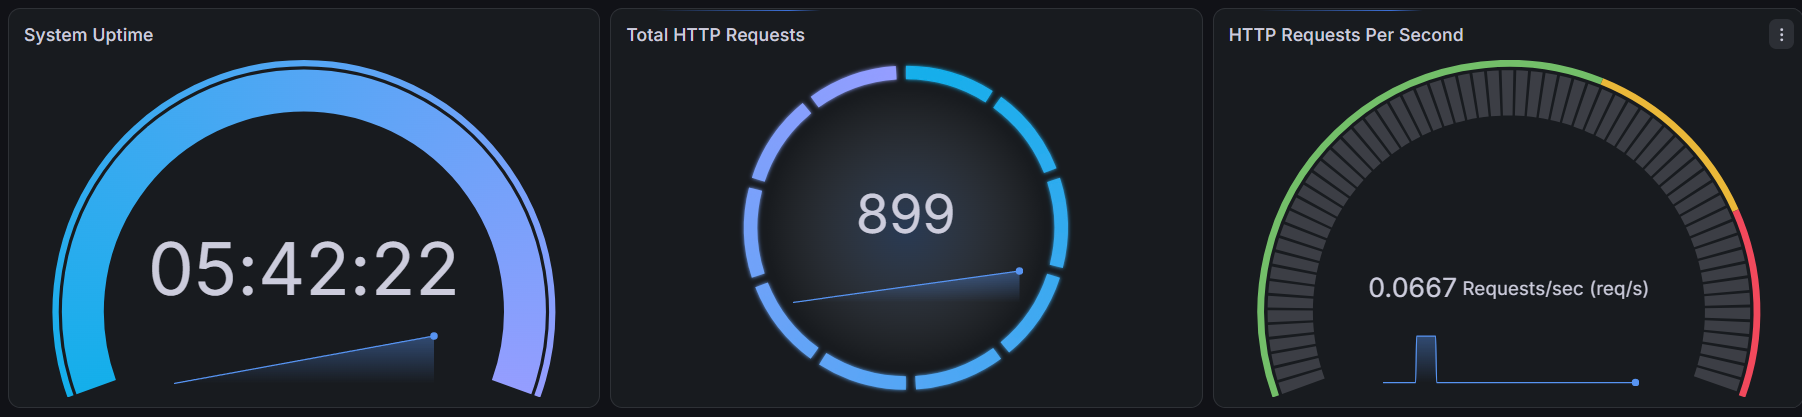 System Uptime
05:42:22
Total HTTP Requests
899
HTTP Requests Per Second
0.0667 Requests/sec (req/s)